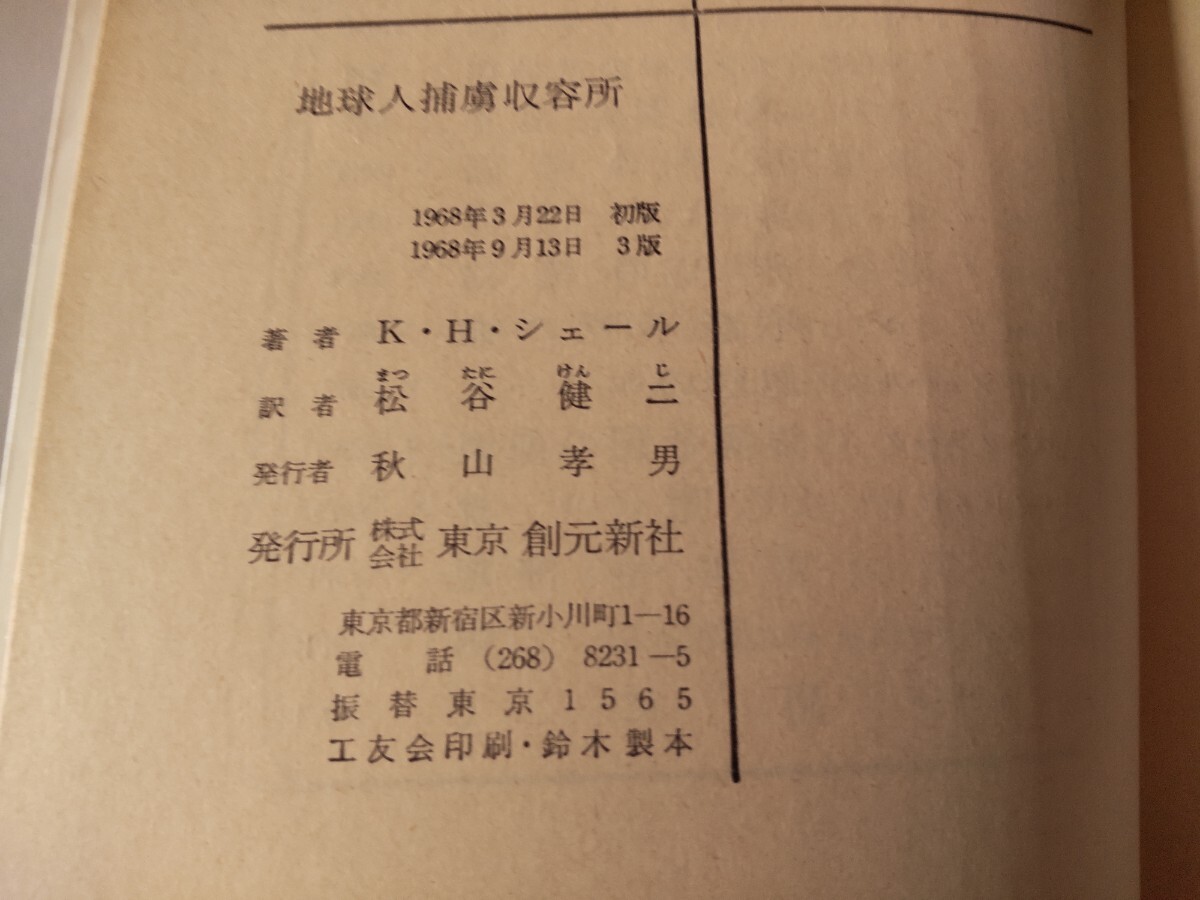 地球人捕虜収容所
1968年3月22日 初版
1968年9月13日 3版
著者 K・H・シェール
訳者 松谷健二
まつ たに けん じ
発行者 秋山孝男
発行所 株式会社 東京創元新社
東京都新宿区新小川町1―16
電話 (268) 8231―5
振替東京1565
工友会印刷・鈴木製本